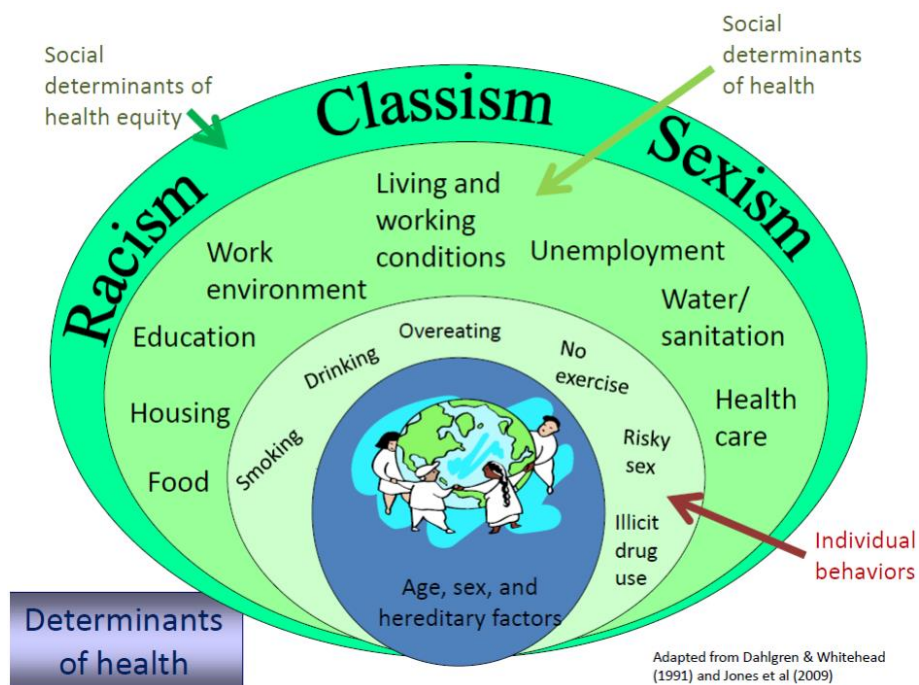 Social
determinants of
health equity
Social
determinants
of health
Racism
Classism
Sexism
Living and
working
conditions
Work
environment
Unemployment
Education
Water/
sanitation
Housing
Health
care
Food
Smoking
Drinking
Overeating
No
exercise
Risky
sex
Illicit
drug
use
Individual
behaviors
Age, sex, and
hereditary factors
Determinants
of health
Adapted from Dahlgren & Whitehead
(1991) and Jones et al (2009)